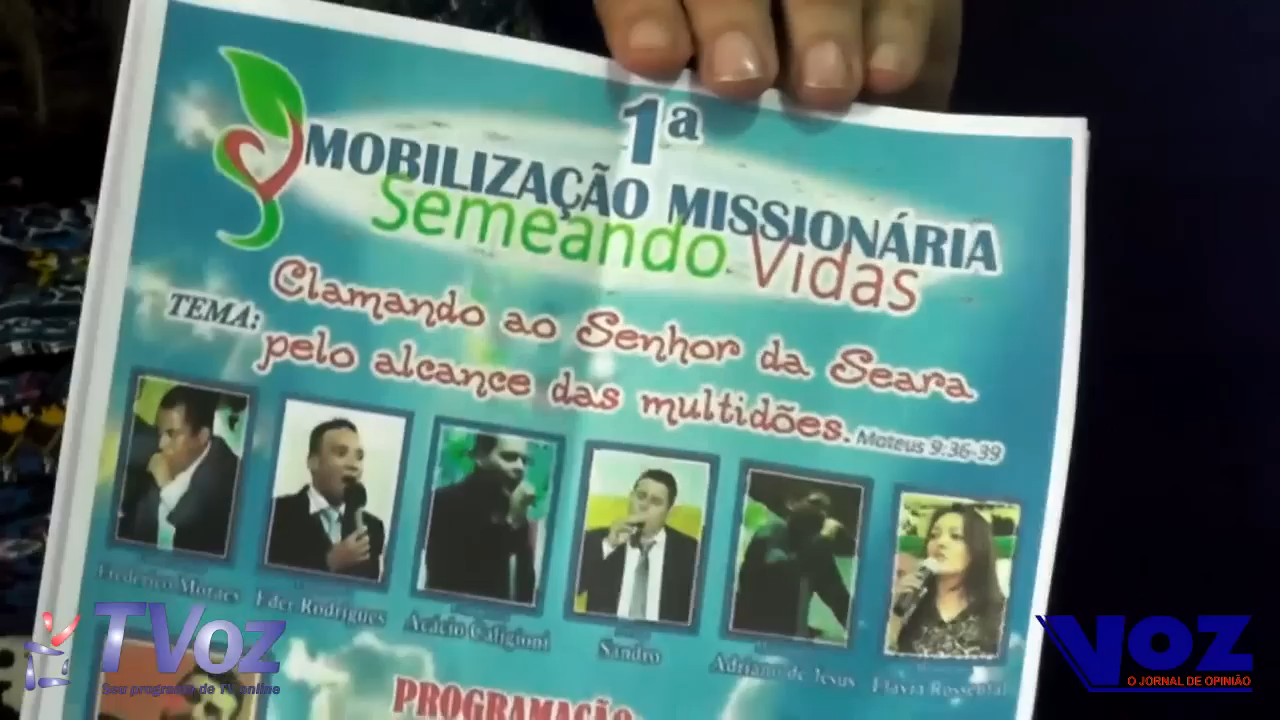 1ª
MOBILIZAÇÃO MISSIONÁRIA
Semeando Vidas
TEMA: Clamando ao Senhor da Seara
pelo alcance das multidões. Mateus 9:36-39
Frederico Moraes Eder Rodrigues Acácio Caligioni Sandro Adriano de Jesus Flávia
PROGRAMAÇÃO
TVoz
Seu programa de TV online
VOZ
O JORNAL DE OPINIÃO